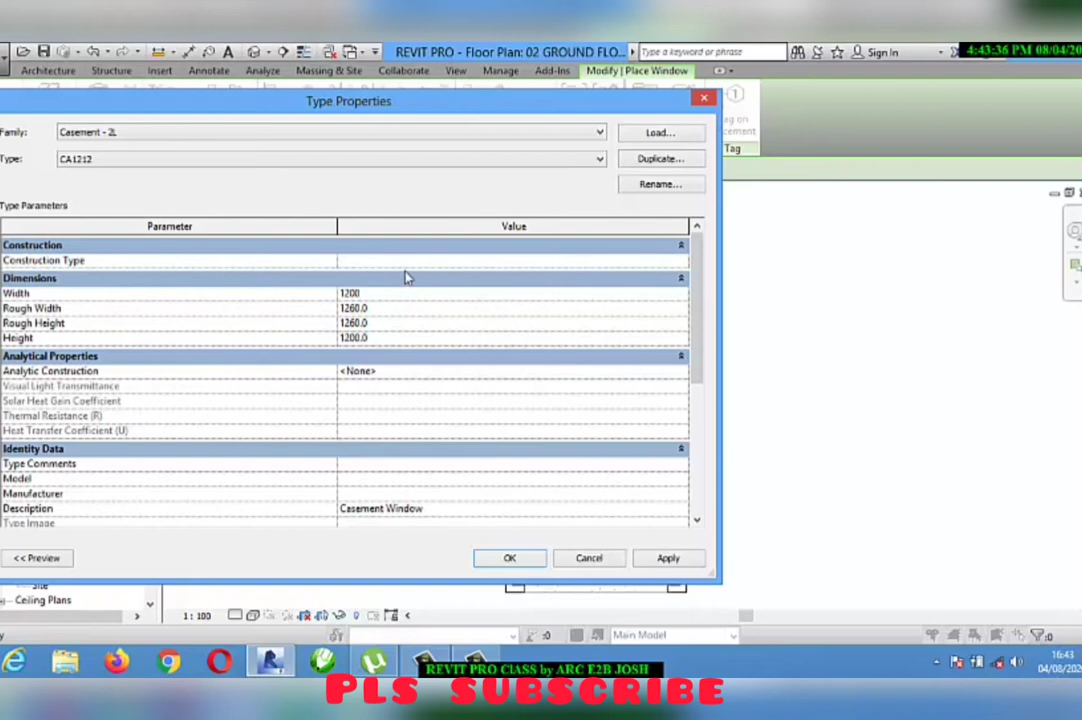 REVIT PRO - Floor Plan: 02 GROUND FLO...
Type a keyword or phrase
Sign In
4:43:36 PM 08/04/20
Architecture
Structure
Insert
Annotate
Analyze
Massing & Site
Collaborate
View
Manage
Add-Ins
Modify | Place Window
Type Properties
Family:
Casement - 2L
Load...
Type:
CA1212
Duplicate...
Rename...
Tag
Type Parameters
Parameter
Value
Construction
Construction Type
Dimensions
Width
1200
Rough Width
1260.0
Rough Height
1260.0
Height
1200.0
Analytical Properties
Analytic Construction
<None>
Visual Light Transmittance
Solar Heat Gain Coefficient
Thermal Resistance (R)
Heat Transfer Coefficient (U)
Identity Data
Type Comments
Model
Manufacturer
Description
Casement Window
Type Image
<< Preview
OK
Cancel
Apply
Ceiling Plans
1 : 100
:0
Main Model
:0
REVIT PRO ClASS by ARC E2B JOSH
16:43
04/08/20
PLS SUBSCRIBE